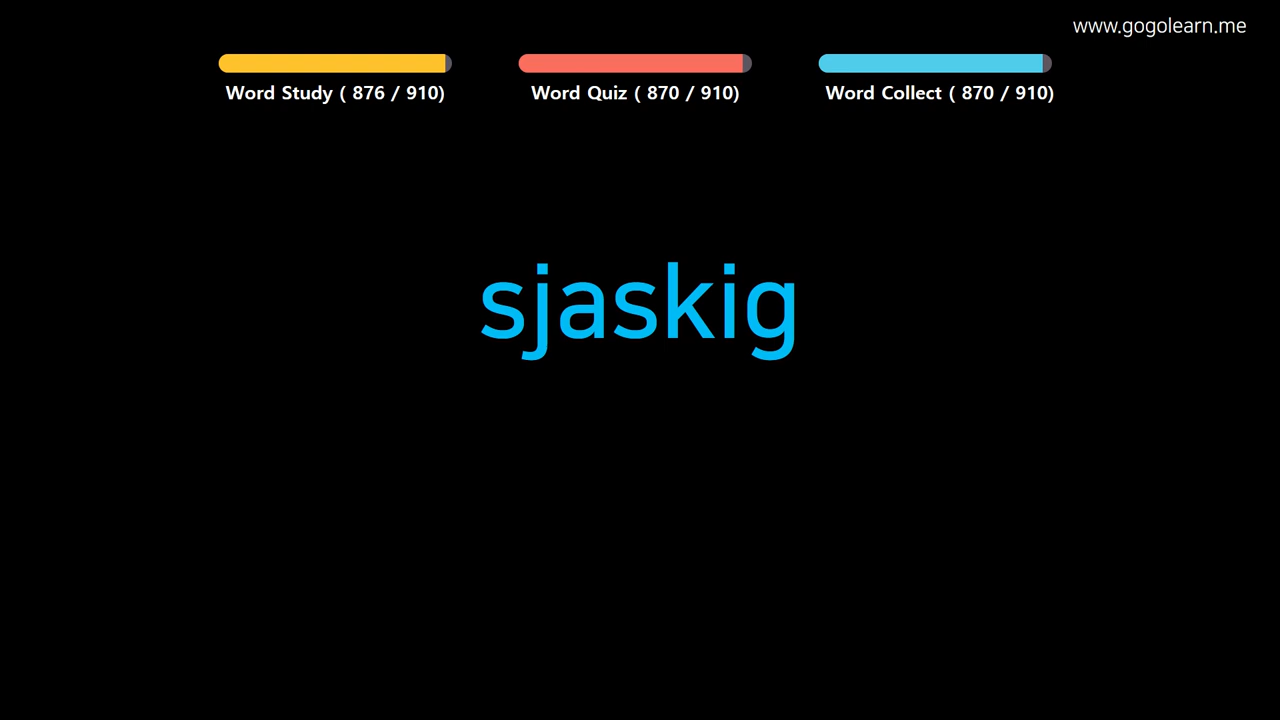 www.gogolearn.me
Word Study ( 876 / 910)
Word Quiz ( 870 / 910)
Word Collect ( 870 / 910)
sjaskig